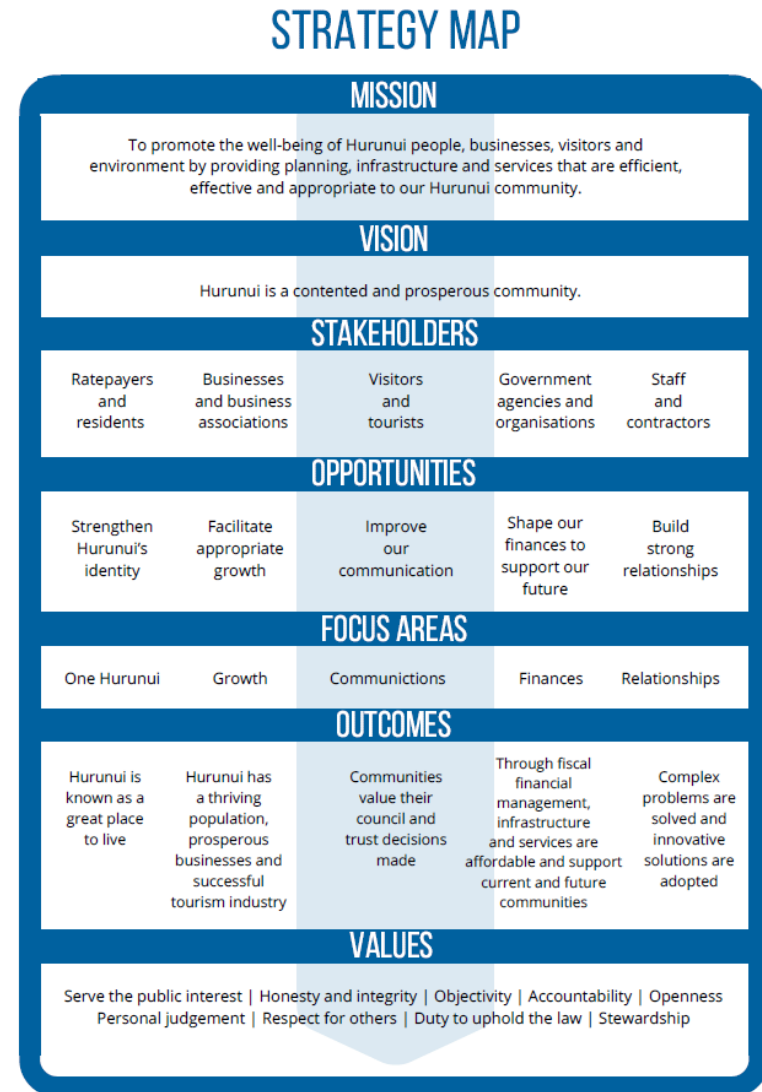 STRATEGY MAP
MISSION
To promote the well-being of Hurunui people, businesses, visitors and
environment by providing planning, infrastructure and services that are efficient,
effective and appropriate to our Hurunui community.
VISION
Hurunui is a contented and prosperous community.
STAKEHOLDERS
Ratepayers
and
residents
Businesses
and business
associations
Visitors
and
tourists
Government
agencies and
organisations
Staff
and
contractors
OPPORTUNITIES
Strengthen
Hurunui's
identity
Facilitate
appropriate
growth
Improve
our
communication
Shape our
finances to
support our
future
Build
strong
relationships
FOCUS AREAS
One Hurunui
Growth
Communictions
Finances
Relationships
OUTCOMES
Hurunui is
known as a
great place
to live
Hurunui has
a thriving
population,
prosperous
businesses and
successful
tourism industry
Communities
value their
council and
trust decisions
made
Through fiscal
financial
management,
infrastructure
and services are
affordable and support
current and future
communities
Complex
problems are
solved and
innovative
solutions are
adopted
VALUES
Serve the public interest | Honesty and integrity | Objectivity | Accountability | Openness
Personal judgement | Respect for others | Duty to uphold the law | Stewardship